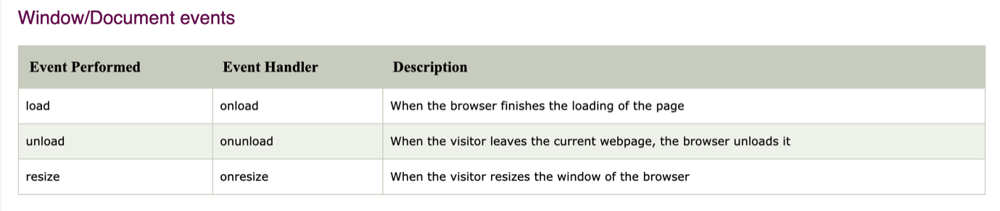 Window/Document events
Event Performed Event Handler Description
load onload When the browser finishes the loading of the page
unload onunload When the visitor leaves the current webpage, the browser unloads it
resize onresize When the visitor resizes the window of the browser